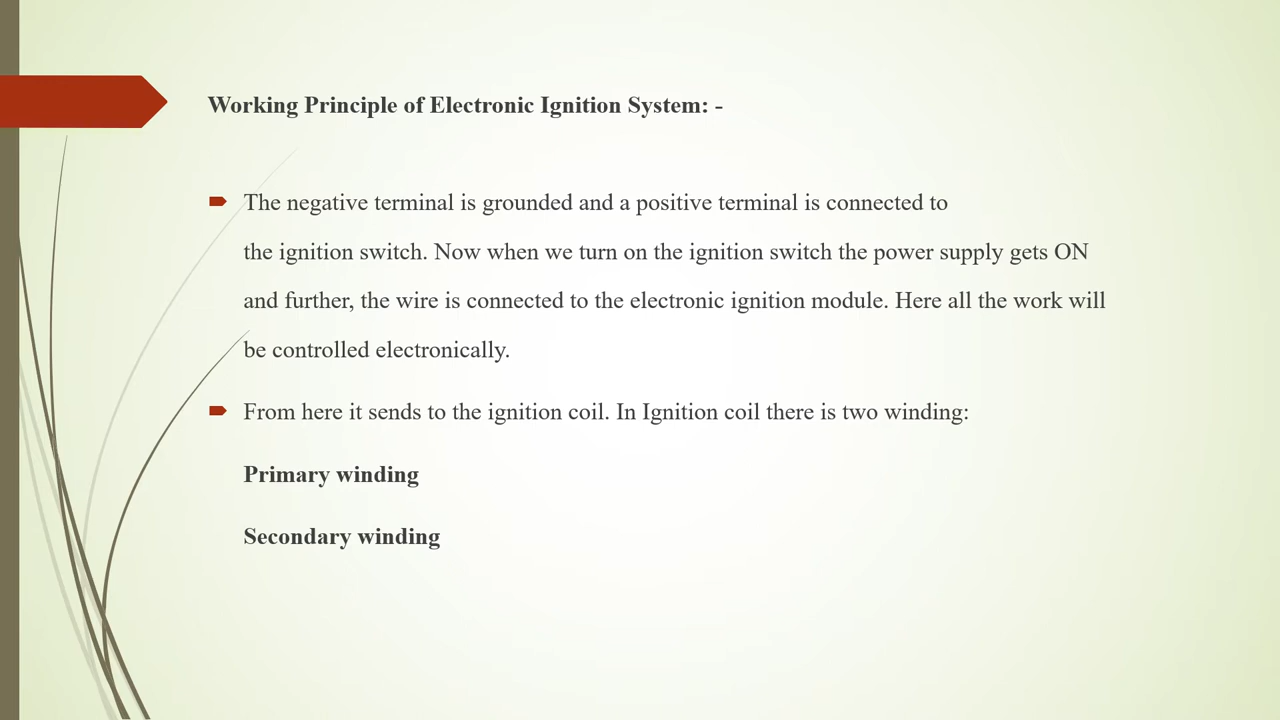 Working Principle of Electronic Ignition System: -
The negative terminal is grounded and a positive terminal is connected to
the ignition switch. Now when we turn on the ignition switch the power supply gets ON
and further, the wire is connected to the electronic ignition module. Here all the work will
be controlled electronically.
From here it sends to the ignition coil. In Ignition coil there is two winding:
Primary winding
Secondary winding